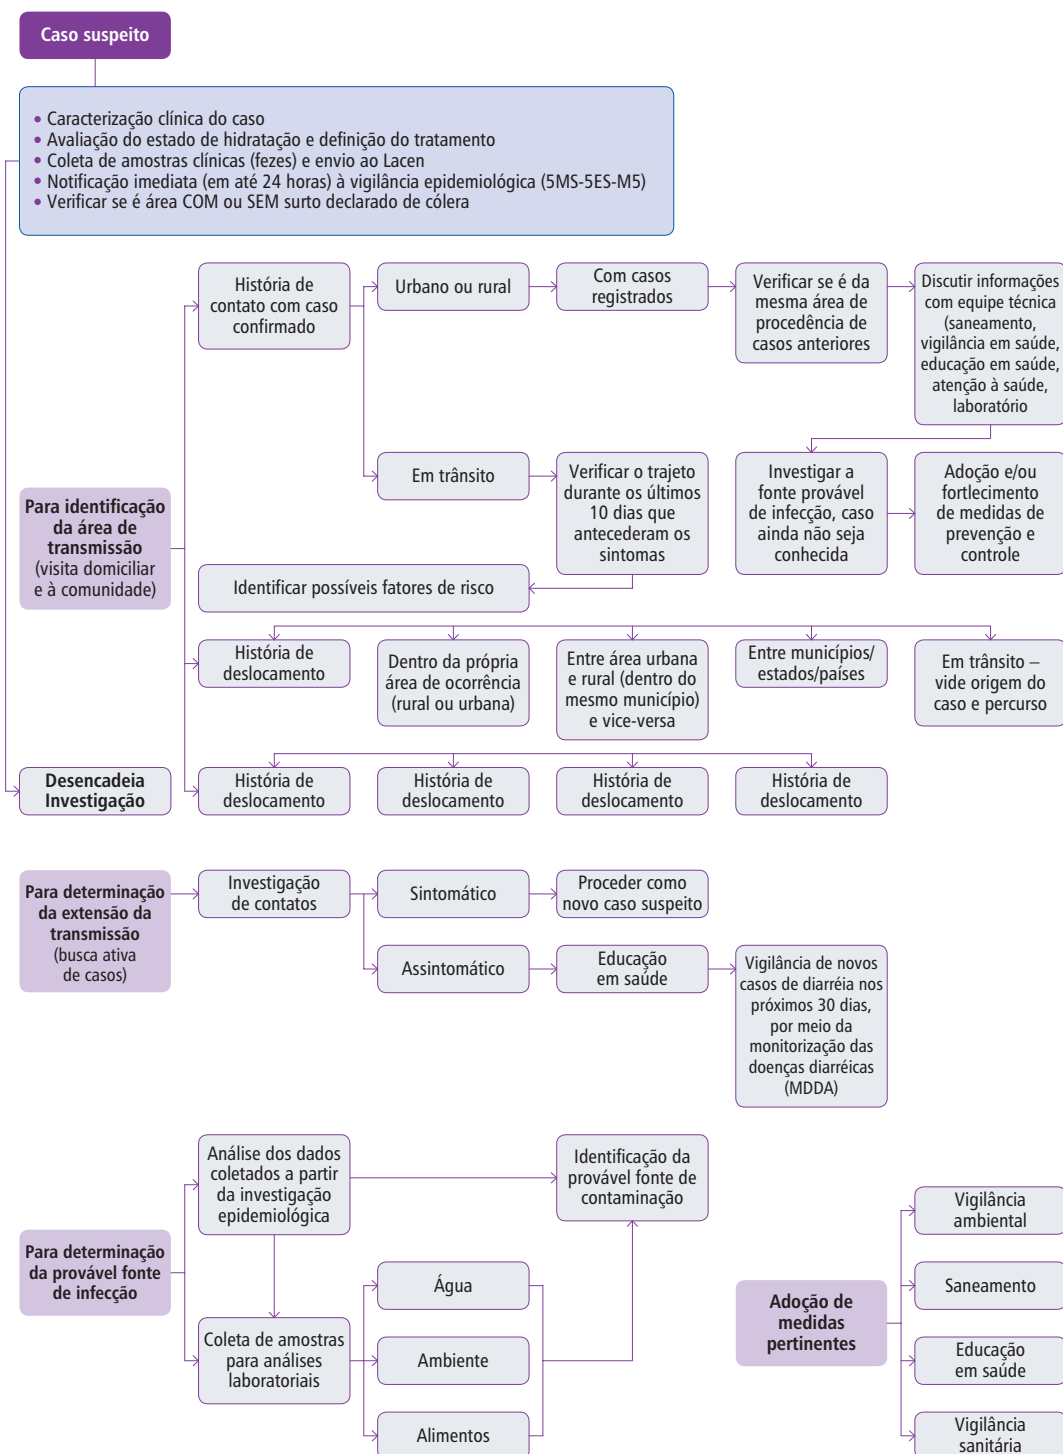 Caso suspeito
• Caracterização clínica do caso
• Avaliação do estado de hidratação e definição do tratamento
• Coleta de amostras clínicas (fezes) e envio ao Lacen
• Notificação imediata (em até 24 horas) à vigilância epidemiológica (5MS-5ES-M5)
• Verificar se é área COM ou SEM surto declarado de cólera
História de
contato com caso
confirmado
Urbano ou rural
Com casos
registrados
Verificar se é da
mesma área de
procedência de
casos anteriores
Discutir informações
com equipe técnica
(saneamento,
vigilância em saúde,
educação em saúde,
atenção à saúde,
laboratório
Em trânsito
Verificar o trajeto
durante os últimos
10 dias que
antecederam os
sintomas
Investigar a
fonte provável
de infecção, caso
ainda não seja
conhecida
Adoção e/ou
fortlecimento
de medidas de
prevenção e
controle
Para identificação
da área de
transmissão
(visita domiciliar
e à comunidade)
Identificar possíveis fatores de risco
História de
deslocamento
Dentro da própria
área de ocorrência
(rural ou urbana)
Entre área urbana
e rural (dentro do
mesmo município)
e vice-versa
Entre municípios/
estados/países
Em trânsito –
vide origem do
caso e percurso
Desencadeia
Investigação
História de
deslocamento
História de
deslocamento
História de
deslocamento
História de
deslocamento
Para determinação
da extensão da
transmissão
(busca ativa
de casos)
Investigação
de contatos
Sintomático
Proceder como
novo caso suspeito
Assintomático
Educação
em saúde
Vigilância de novos
casos de diarréia nos
próximos 30 dias,
por meio da
monitorização das
doenças diarréicas
(MDDA)
Para determinação
da provável fonte
de infecção
Análise dos dados
coletados a partir
da investigação
epidemiológica
Identificação da
provável fonte de
contaminação
Coleta de amostras
para análises
laboratoriais
Água
Ambiente
Alimentos
Adoção de
medidas
pertinentes
Vigilância
ambiental
Saneamento
Educação
em saúde
Vigilância
sanitária